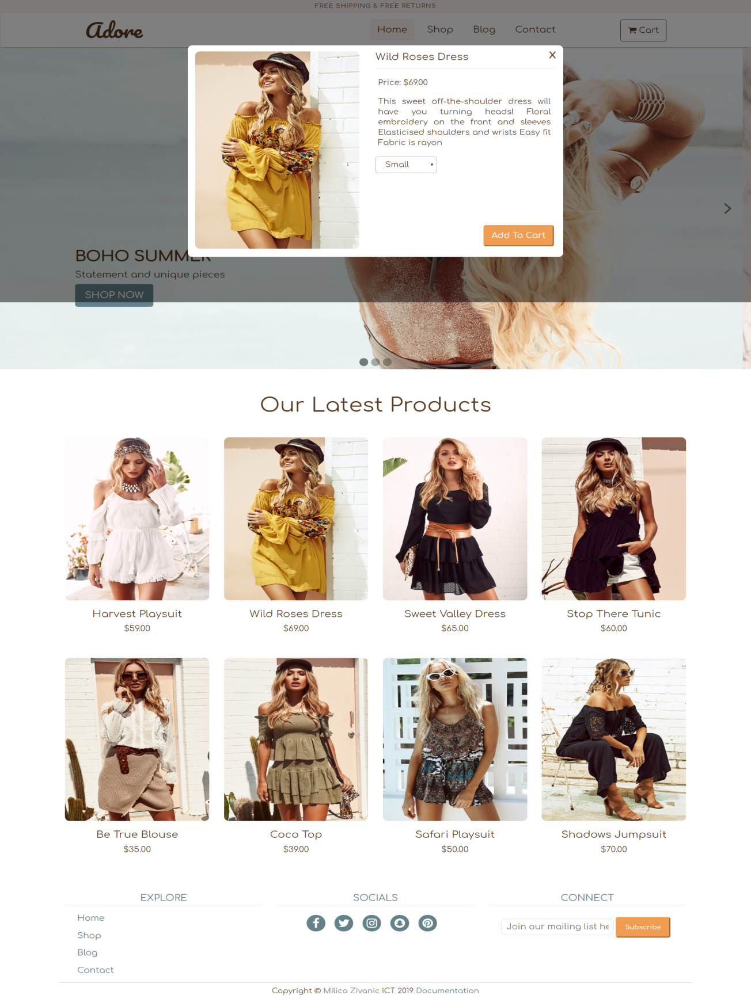 FREE SHIPPING & FREE RETURNS
Adore
Home
Shop
Blog
Contact
Cart
Wild Roses Dress
X
Price: $69.00
This sweet off-the-shoulder dress will
have you turning heads! Floral
embroidery on the front and sleeves
Elasticised shoulders and wrists Easy fit
Fabric is rayon
Small
Add To Cart
BOHO SUMMER
Statement and unique pieces
SHOP NOW
Our Latest Products
Harvest Playsuit
$59.00
Wild Roses Dress
$69.00
Sweet Valley Dress
$65.00
Stop There Tunic
$60.00
Be True Blouse
$35.00
Coco Top
$39.00
Safari Playsuit
$50.00
Shadows Jumpsuit
$70.00
EXPLORE
Home
Shop
Blog
Contact
SOCIALS
CONNECT
Join our mailing list he
Subscribe
Copyright © Milica Zivanic ICT 2019 Documentation